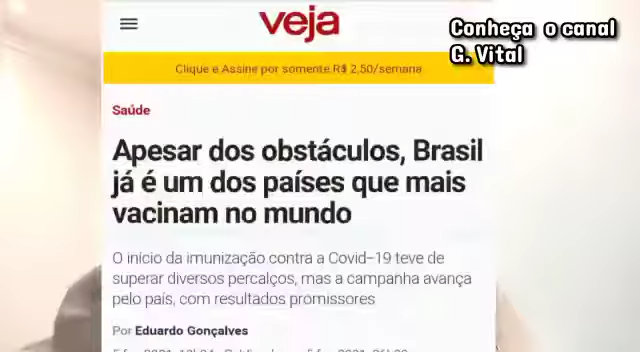 veja
Conheça o canal
G. Vital
Clique e Assine por somente R$ 2,50/semana
Saúde
Apesar dos obstáculos, Brasil
já é um dos países que mais
vacinam no mundo
O início da imunização contra a Covid-19 teve de
superar diversos percalços, mas a campanha avança
pelo país, com resultados promissores
Por Eduardo Gonçalves